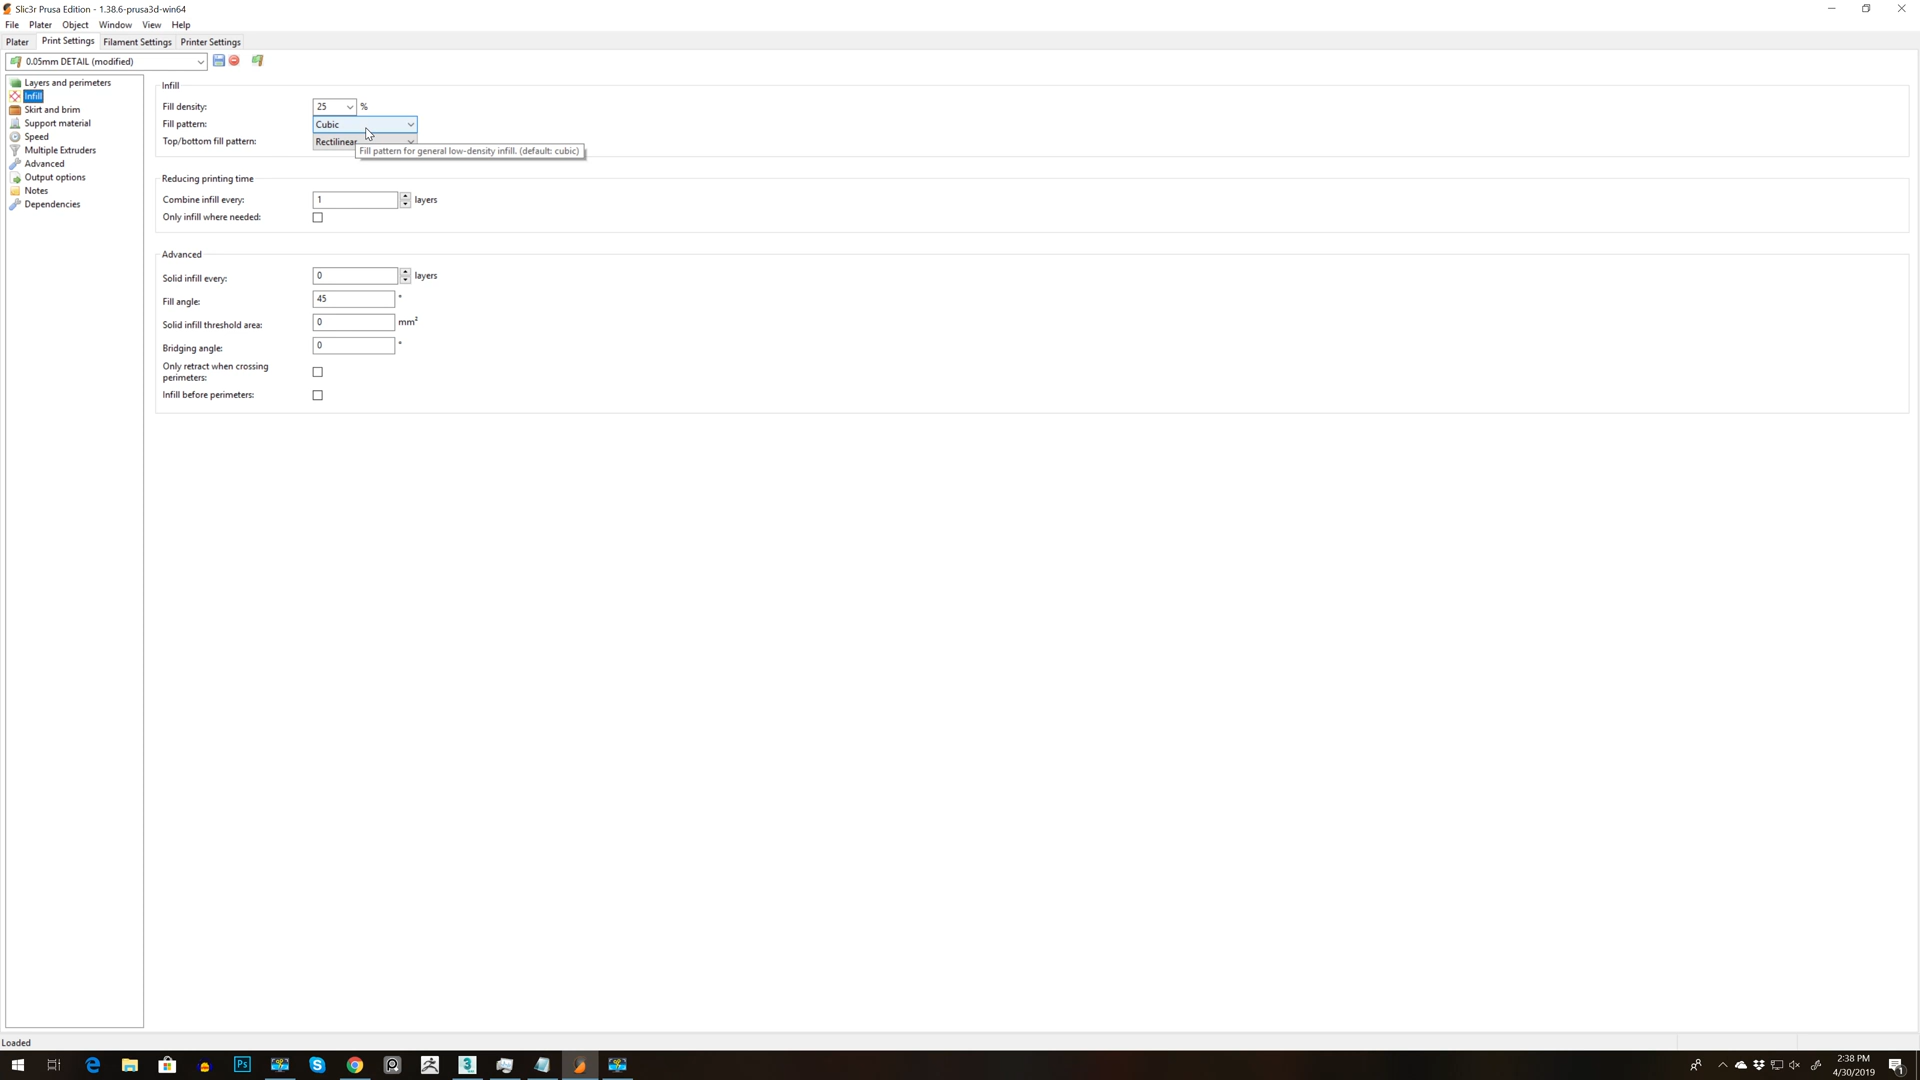 Slic3r Prusa Edition - 1.38.6-prusa3d-win64
File Plater Object Window View Help
Plater Print Settings Filament Settings Printer Settings
0.05mm DETAIL (modified)
Layers and perimeters
Infill
Skirt and brim
Support material
Speed
Multiple Extruders
Advanced
Output options
Notes
Dependencies
Infill
Fill density: 25 %
Fill pattern: Cubic
Top/bottom fill pattern: Rectilinear
Fill pattern for general low-density infill. (default: cubic)
Reducing printing time
Combine infill every: 1 layers
Only infill where needed:
Advanced
Solid infill every: 0 layers
Fill angle: 45 °
Solid infill threshold area: 0 mm²
Bridging angle: 0 °
Only retract when crossing
perimeters:
Infill before perimeters:
Loaded
Ps
3
2:38 PM
4/30/2019
1